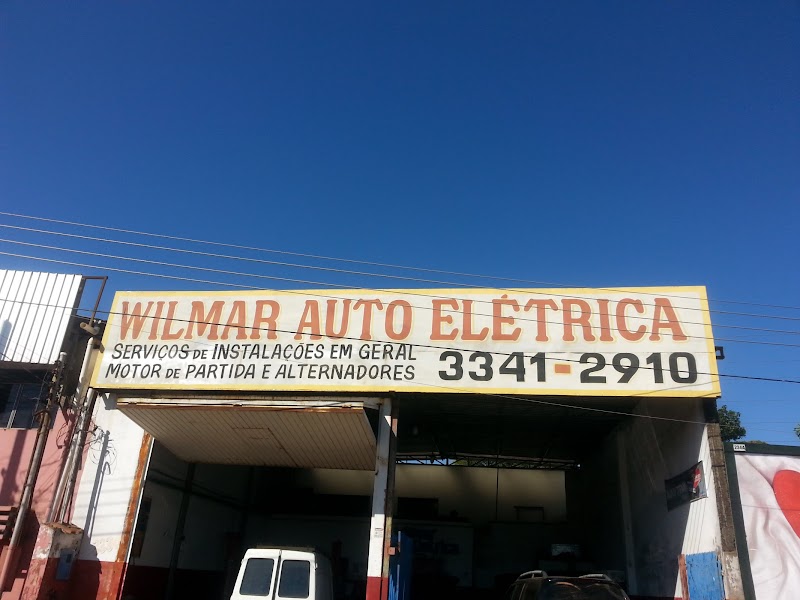 WILMAR AUTO ELÉTRICA
SERVIÇOS DE INSTALAÇÕES EM GERAL
MOTOR DE PARTIDA E ALTERNADORES
3341-2910